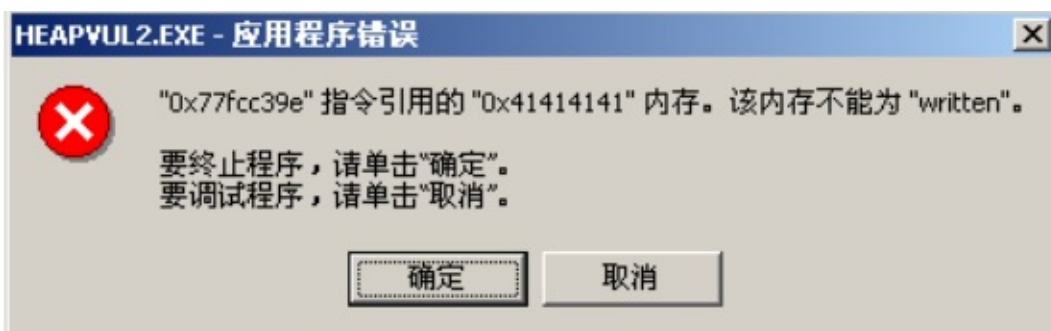 HEAPVUL2.EXE - 应用程序错误
"0x77fcc39e" 指令引用的 "0x41414141" 内存。该内存不能为 "written"。
要终止程序，请单击“确定”。
要调试程序，请单击“取消”。
确定
取消